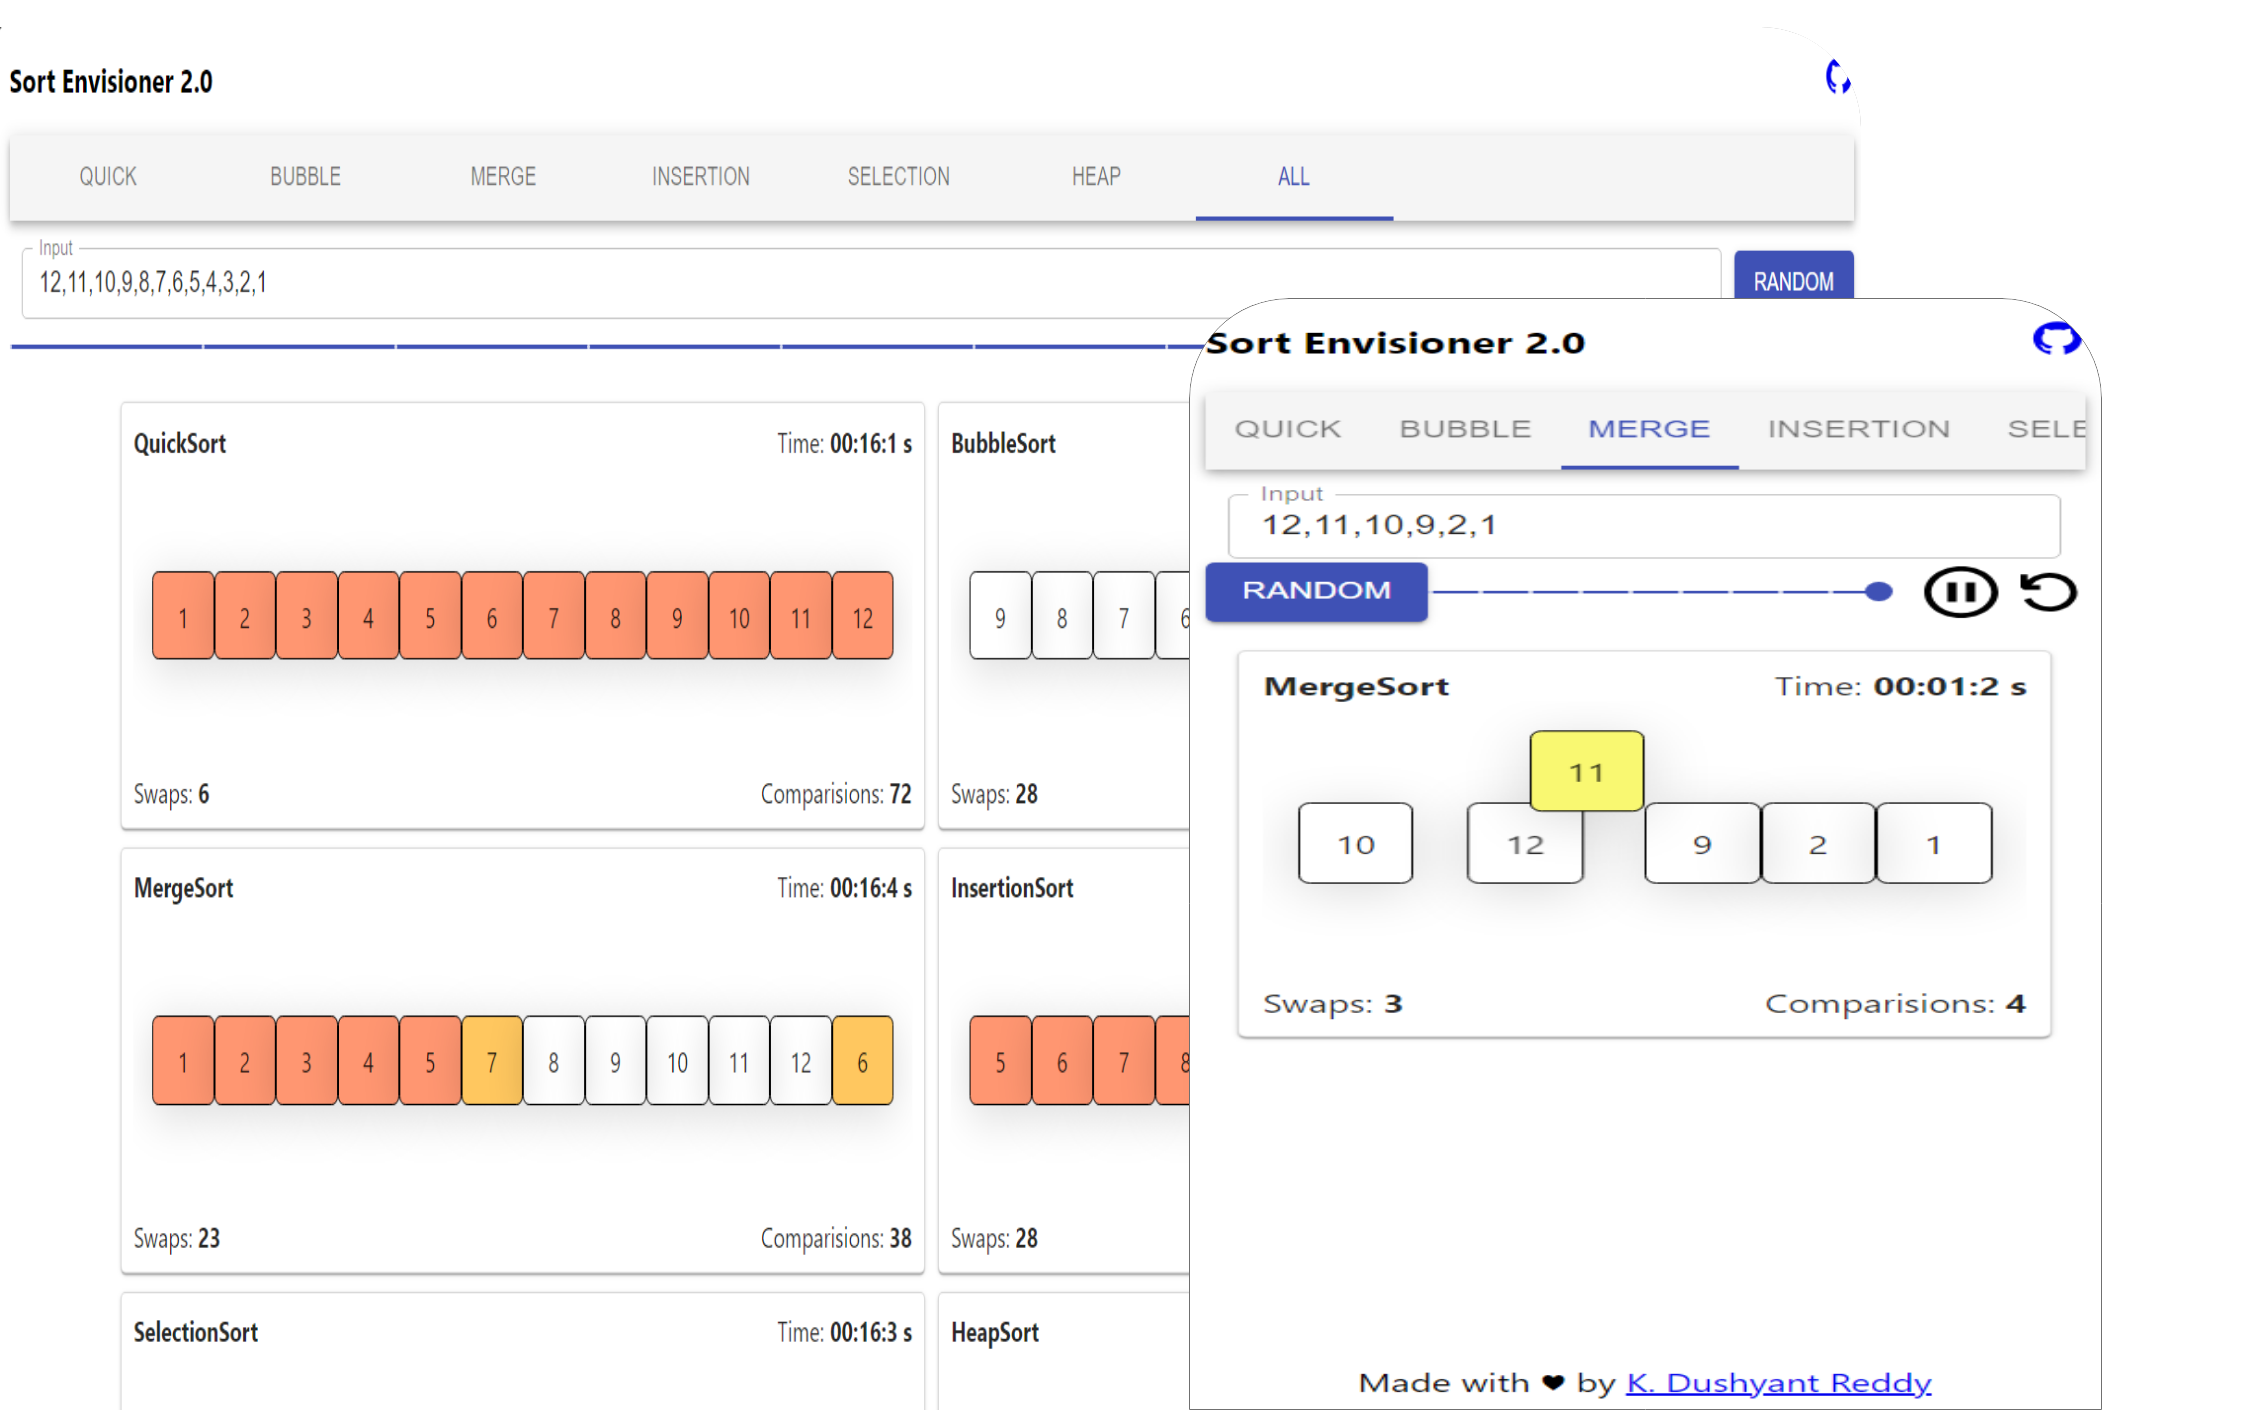 Sort Envisioner 2.0
QUICK BUBBLE MERGE INSERTION SELECTION HEAP ALL
Input
12,11,10,9,8,7,6,5,4,3,2,1
RANDOM
QuickSort Time: 00:16:1 s
1 2 3 4 5 6 7 8 9 10 11 12
Swaps: 6 Comparisions: 72
BubbleSort
9 8 7 6
Swaps: 28
MergeSort Time: 00:16:4 s
1 2 3 4 5 7 8 9 10 11 12 6
Swaps: 23 Comparisions: 38
InsertionSort
5 6 7 8
Swaps: 28
SelectionSort Time: 00:16:3 s
HeapSort
Sort Envisioner 2.0
QUICK BUBBLE MERGE INSERTION SELE
Input
12,11,10,9,2,1
RANDOM
MergeSort Time: 00:01:2 s
11
10 12 9 2 1
Swaps: 3 Comparisions: 4
Made with ❤ by K. Dushyant Reddy